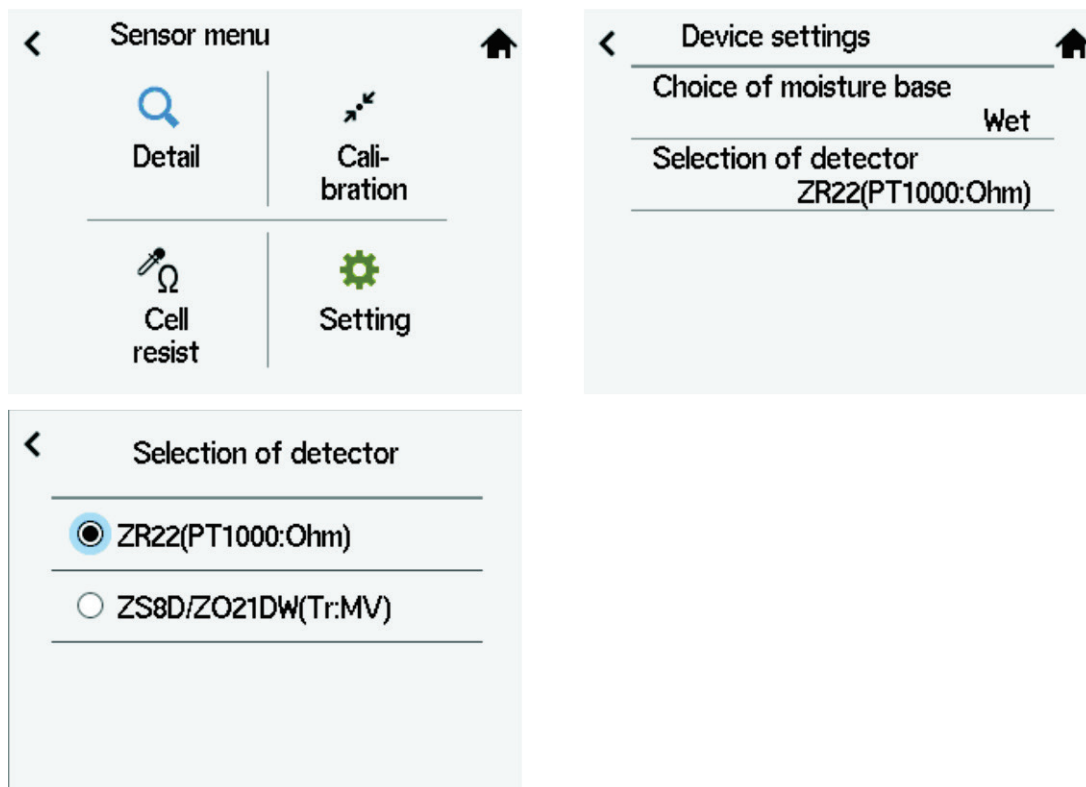 Sensor menu
Detail
Cali-
bration
Ω
Cell
resist
Setting
Device settings
Choice of moisture base
Wet
Selection of detector
ZR22(PT1000:Ohm)
Selection of detector
ZR22(PT1000:Ohm)
ZS8D/ZO21DW(Tr:MV)